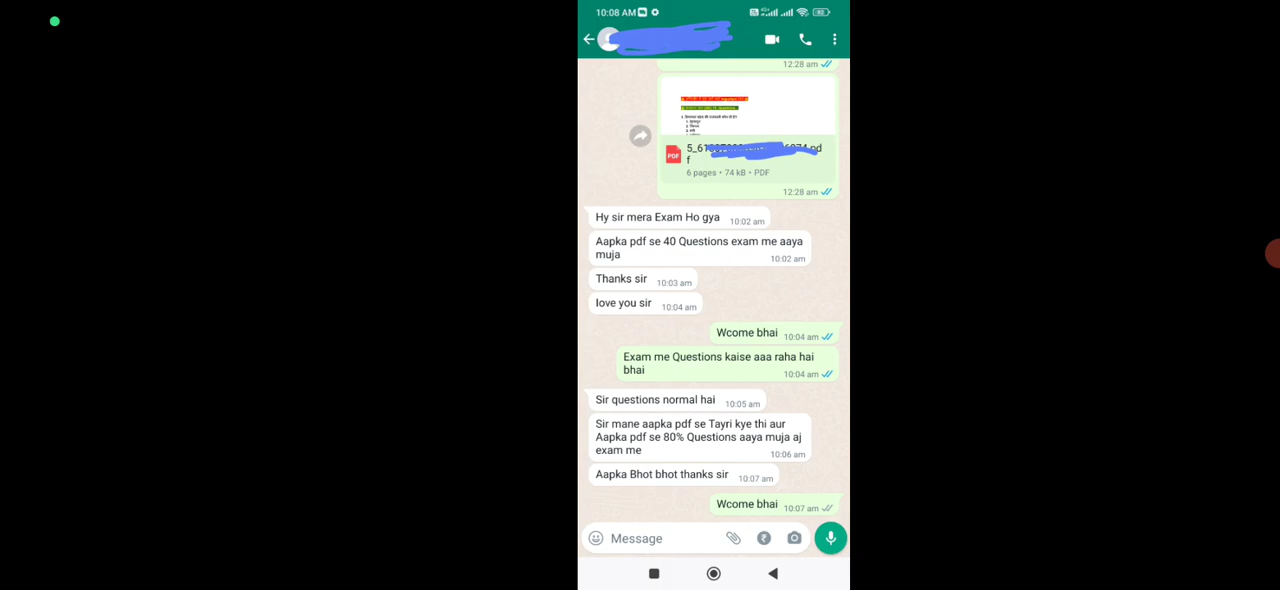 10:08 AM
12:28 am
PDF
6 pages • 74 kB • PDF
12:28 am
Hy sir mera Exam Ho gya
10:02 am
Aapka pdf se 40 Questions exam me aaya
muja
10:02 am
Thanks sir
10:03 am
love you sir
10:04 am
Wcome bhai
10:04 am
Exam me Questions kaise aaa raha hai
bhai
10:04 am
Sir questions normal hai
10:05 am
Sir mane aapka pdf se Tayri kye thi aur
Aapka pdf se 80% Questions aaya muja aj
exam me
10:06 am
Aapka Bhot bhot thanks sir
10:07 am
Wcome bhai
10:07 am
Message